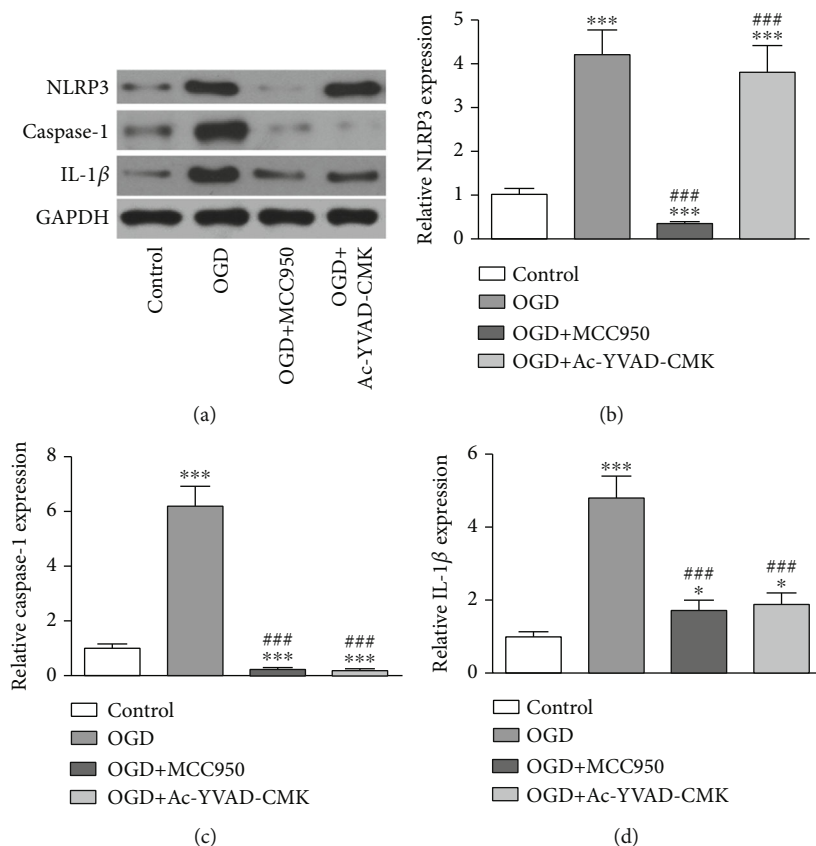 NLRP3
Caspase-1
IL-1β
GAPDH
Control
OGD
OGD+MCC950
OGD+
Ac-YVAD-CMK
(a)
Relative NLRP3 expression
5
4
3
2
1
0
***
###
***
###
***
Control
OGD
OGD+MCC950
OGD+Ac-YVAD-CMK
(b)
Relative caspase-1 expression
8
6
4
2
0
***
###
***
###
***
Control
OGD
OGD+MCC950
OGD+Ac-YVAD-CMK
(c)
Relative IL-1β expression
6
4
2
0
***
###
*
###
*
Control
OGD
OGD+MCC950
OGD+Ac-YVAD-CMK
(d)